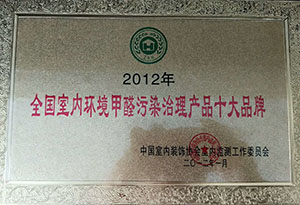 2012年
全国室内环境甲醛污染治理产品十大品牌
中国室内装饰协会室内监测工作委员会
二〇一二年一月